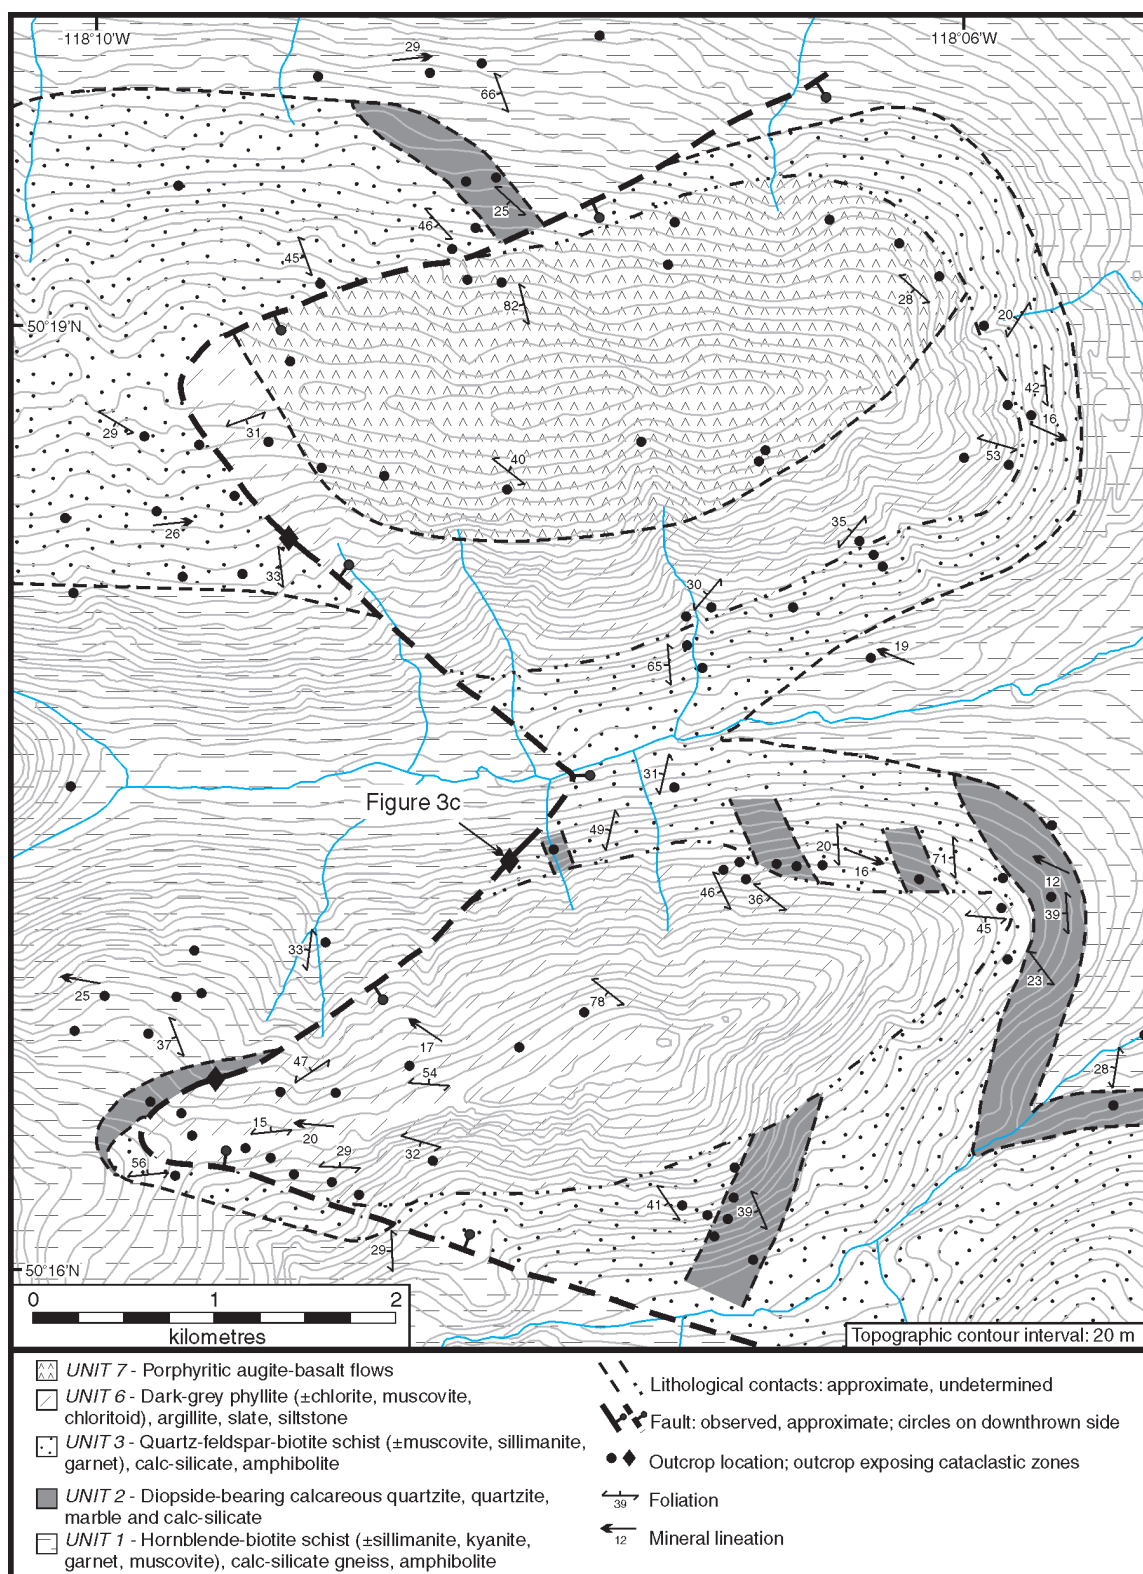 118°10'W
118°06'W
29
66
25
46
45
82
28
20
50°19'N
42
16
29
31
40
53
26
35
33
30
65
19
31
Figure 3c
49
20
16
71
12
46
36
39
45
33
23
25
78
37
17
47
54
28
15
20
29
32
56
41
39
29
50°16'N
0 1 2
kilometres
Topographic contour interval: 20 m
UNIT 7 - Porphyritic augite-basalt flows
UNIT 6 - Dark-grey phyllite (±chlorite, muscovite,
chloritoid), argillite, slate, siltstone
UNIT 3 - Quartz-feldspar-biotite schist (±muscovite, sillimanite,
garnet), calc-silicate, amphibolite
UNIT 2 - Diopside-bearing calcareous quartzite, quartzite,
marble and calc-silicate
UNIT 1 - Hornblende-biotite schist (±sillimanite, kyanite,
garnet, muscovite), calc-silicate gneiss, amphibolite
Lithological contacts: approximate, undetermined
Fault: observed, approximate; circles on downthrown side
Outcrop location; outcrop exposing cataclastic zones
39 Foliation
12 Mineral lineation